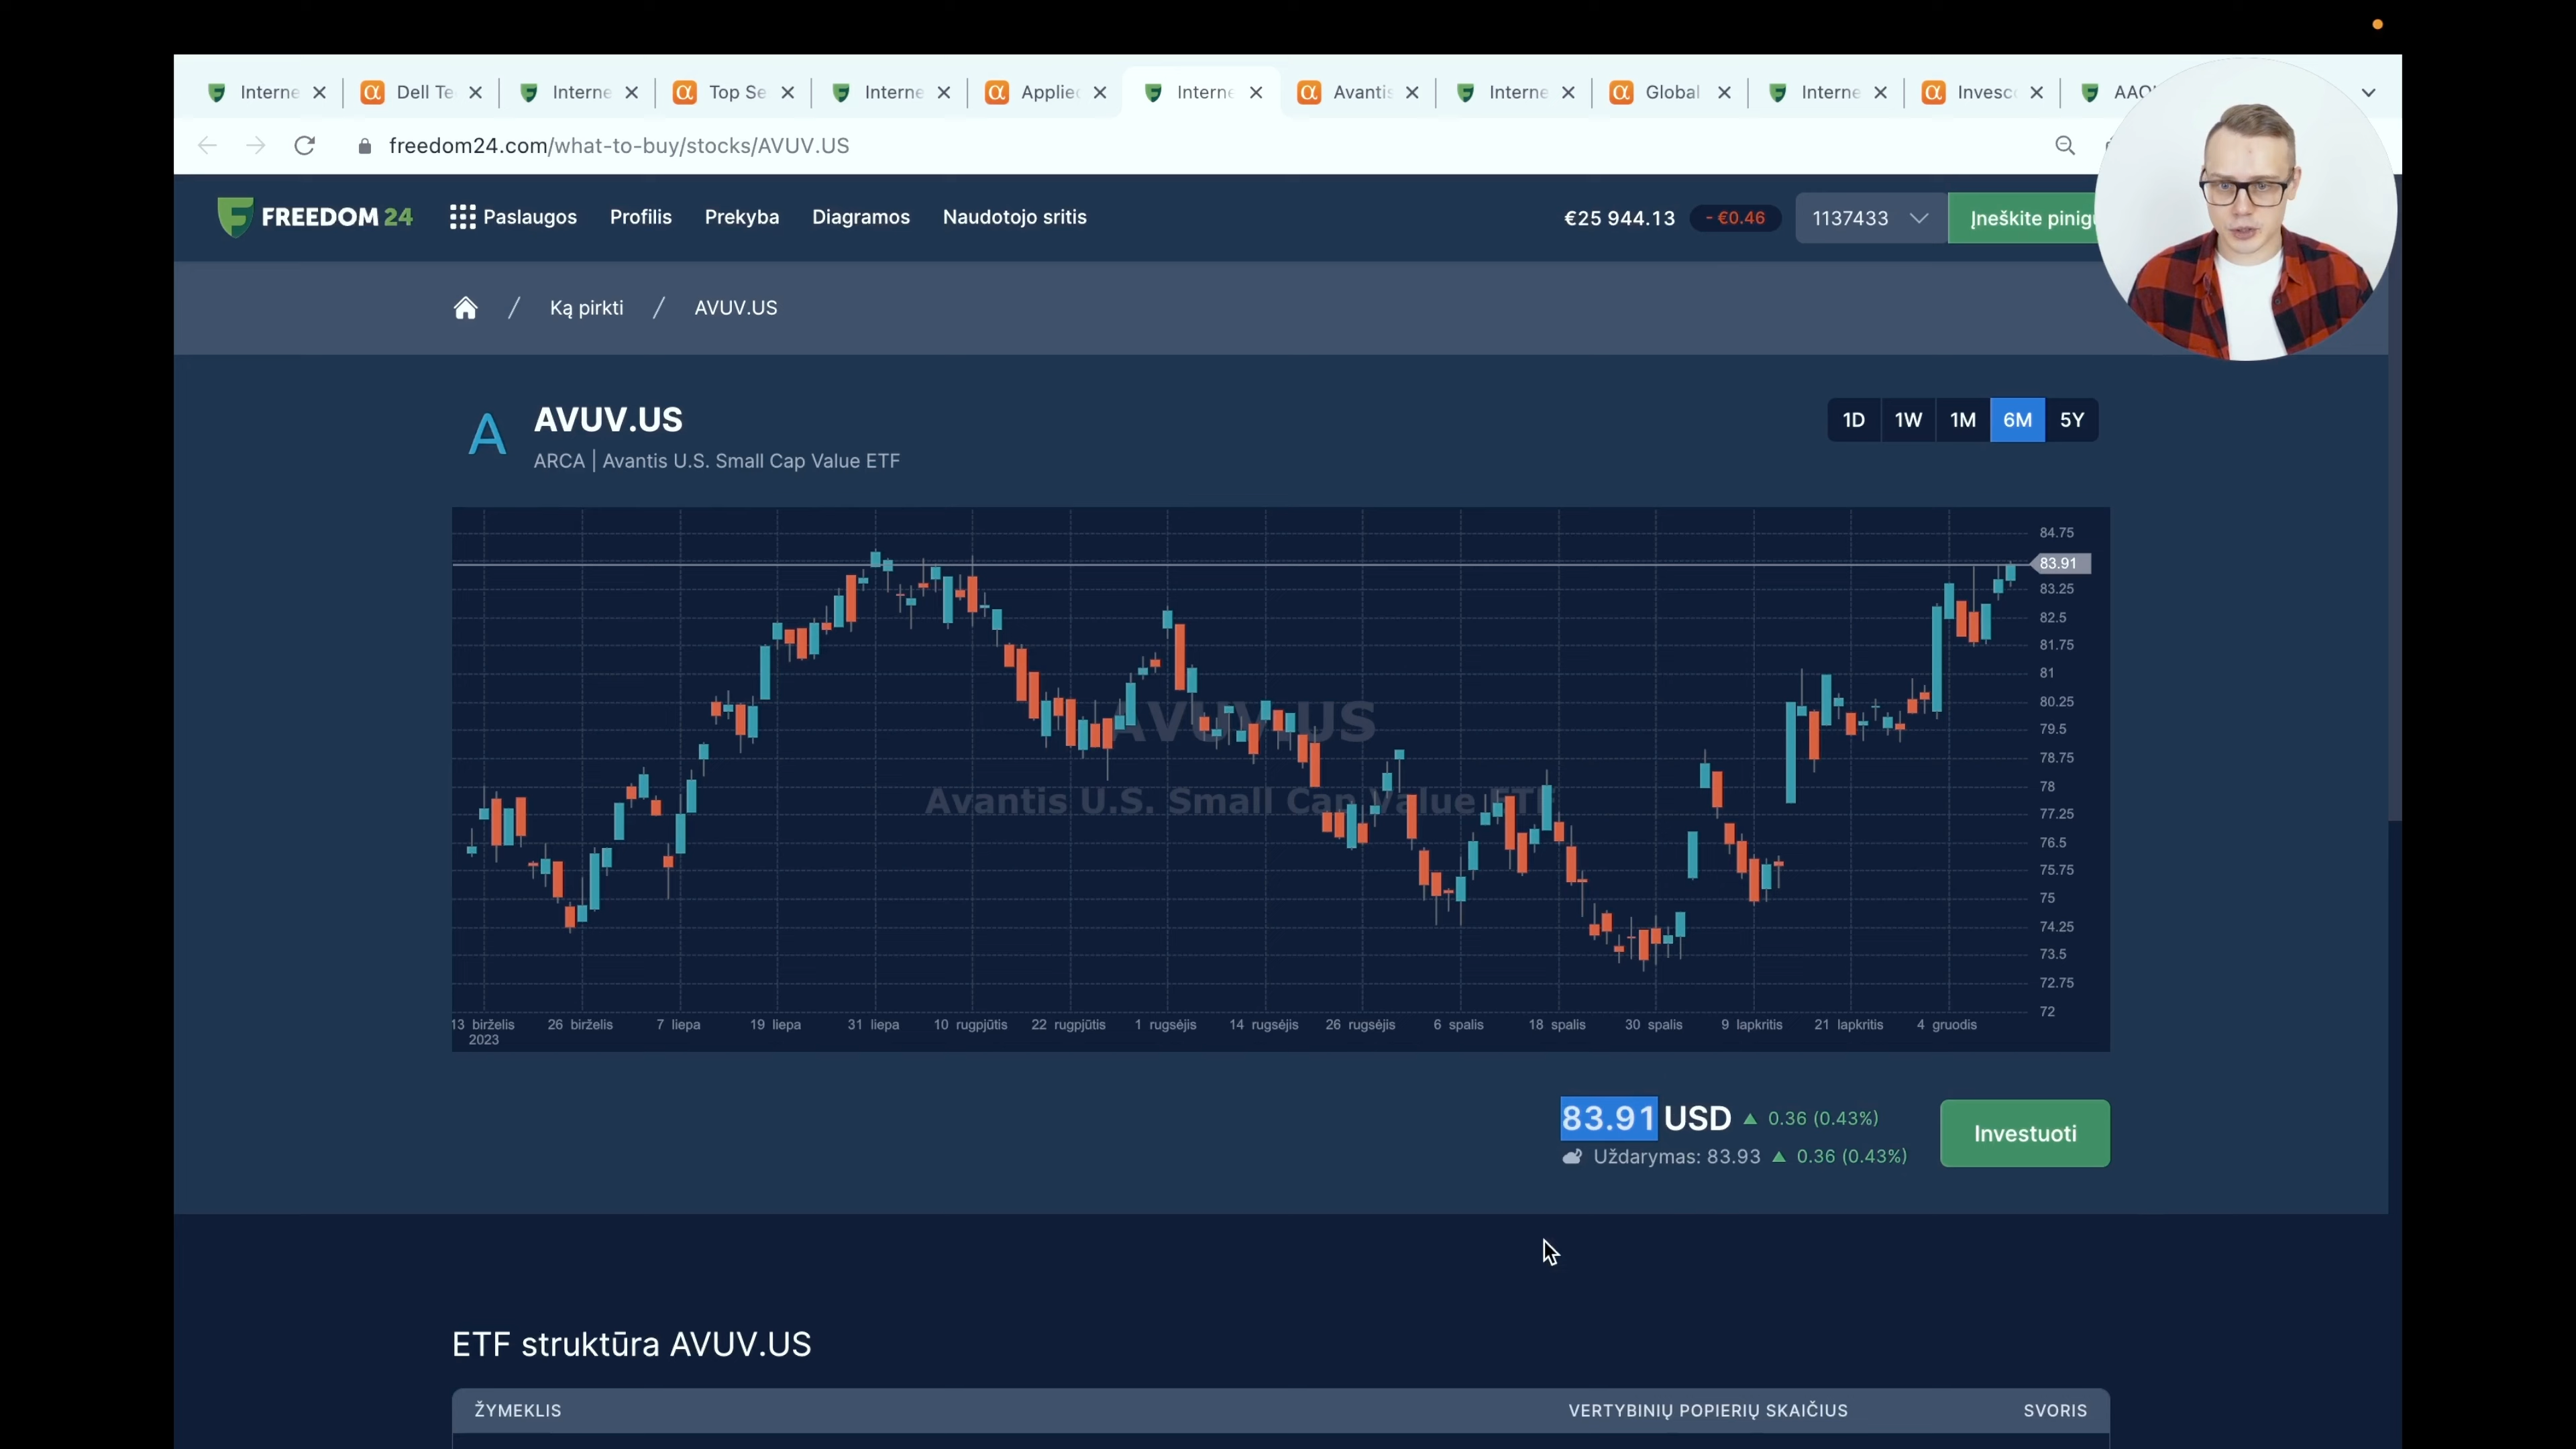 Interne
Dell Te
Interne
Top Se
Interne
Applied
Interne
Avantis
Interne
Global
Interne
Invesco
freedom24.com/what-to-buy/stocks/AVUV.US
FREEDOM 24
Paslaugos
Profilis
Prekyba
Diagramos
Naudotojo sritis
€25 944.13
- €0.46
1137433
Įneškite pinigų
/ Ką pirkti / AVUV.US
A
AVUV.US
ARCA | Avantis U.S. Small Cap Value ETF
1D 1W 1M 6M 5Y
AVUV.US
Avantis U.S. Small Cap Value ETF
84.75
83.91
83.25
82.5
81.75
81
80.25
79.5
78.75
78
77.25
76.5
75.75
75
74.25
73.5
72.75
72
13 birželis 26 birželis 7 liepa 19 liepa 31 liepa 10 rugpjūtis 22 rugpjūtis 1 rugsėjis 14 rugsėjis 26 rugsėjis 6 spalis 18 spalis 30 spalis 9 lapkritis 21 lapkritis 4 gruodis
2023
83.91 USD ▲ 0.36 (0.43%)
Uždarymas: 83.93 ▲ 0.36 (0.43%)
Investuoti
ETF struktūra AVUV.US
ŽYMEKLIS VERTYBINIŲ POPIERIŲ SKAIČIUS SVORIS